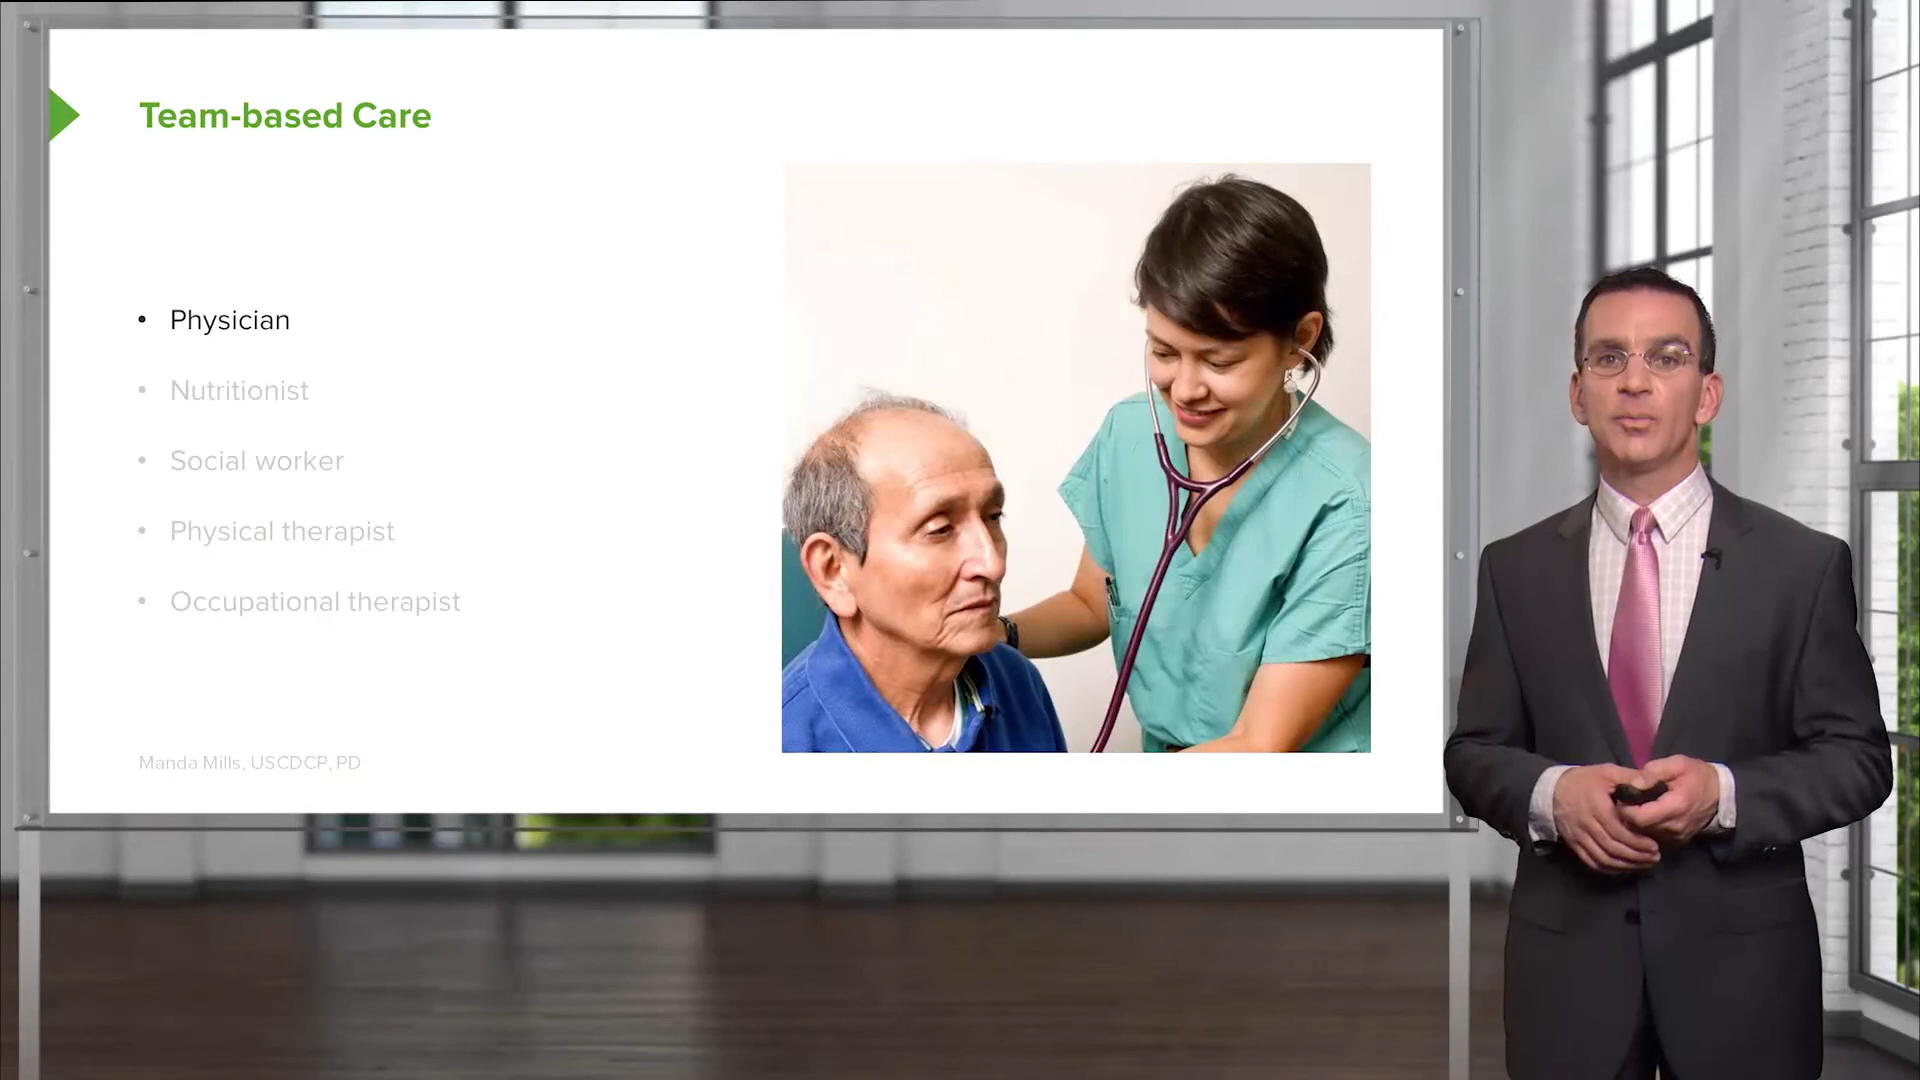 Team-based Care
• Physician
• Nutritionist
• Social worker
• Physical therapist
• Occupational therapist
Manda Mills, USCDCP, PD